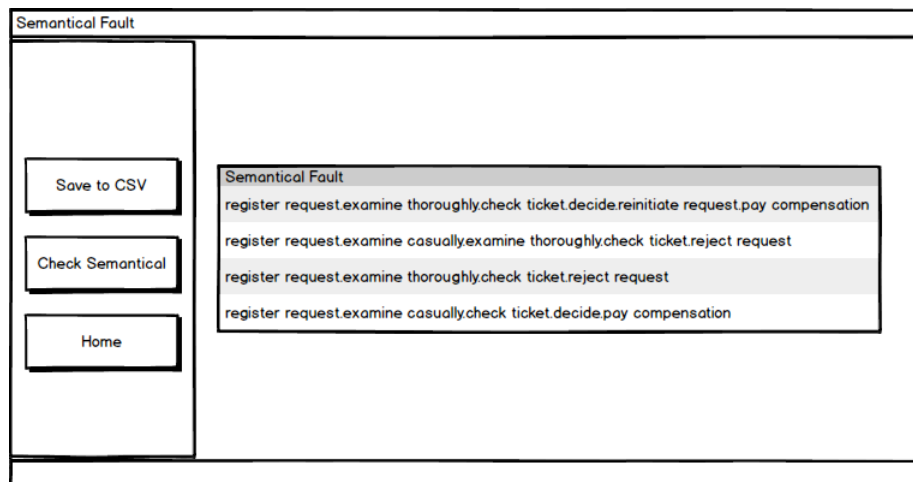 Semantical Fault
Save to CSV
Check Semantical
Home
Semantical Fault
register request.examine thoroughly.check ticket.decide.reinitiate request.pay compensation
register request.examine casually.examine thoroughly.check ticket.reject request
register request.examine thoroughly.check ticket.reject request
register request.examine casually.check ticket.decide.pay compensation